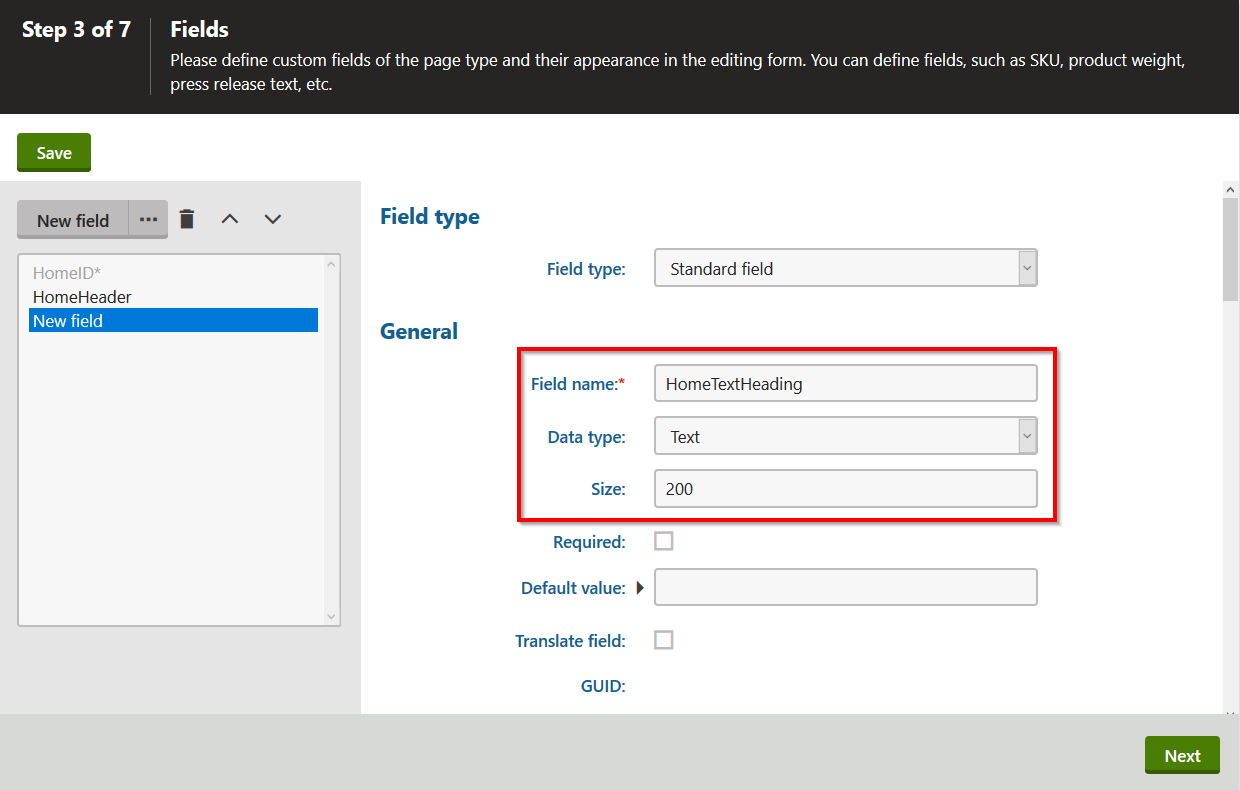 Step 3 of 7
Fields
Please define custom fields of the page type and their appearance in the editing form. You can define fields, such as SKU, product weight,
press release text, etc.
Save
New field
HomeID*
HomeHeader
New field
Field type
Field type: Standard field
General
Field name:* HomeTextHeading
Data type: Text
Size: 200
Required:
Default value:
Translate field:
GUID:
Next